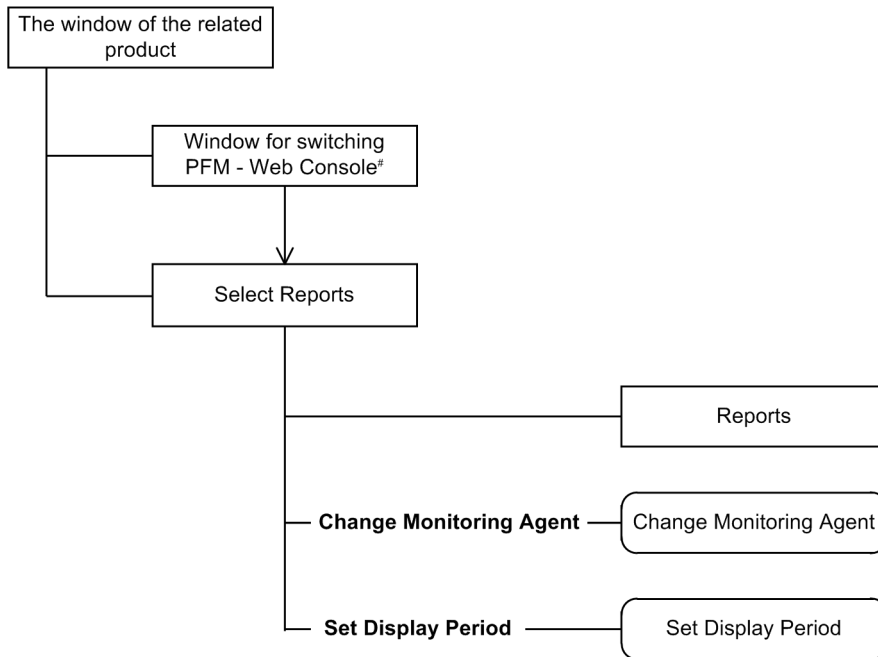 The window of the related
product
Window for switching
PFM - Web Console#
Select Reports
Reports
Change Monitoring Agent
Change Monitoring Agent
Set Display Period
Set Display Period